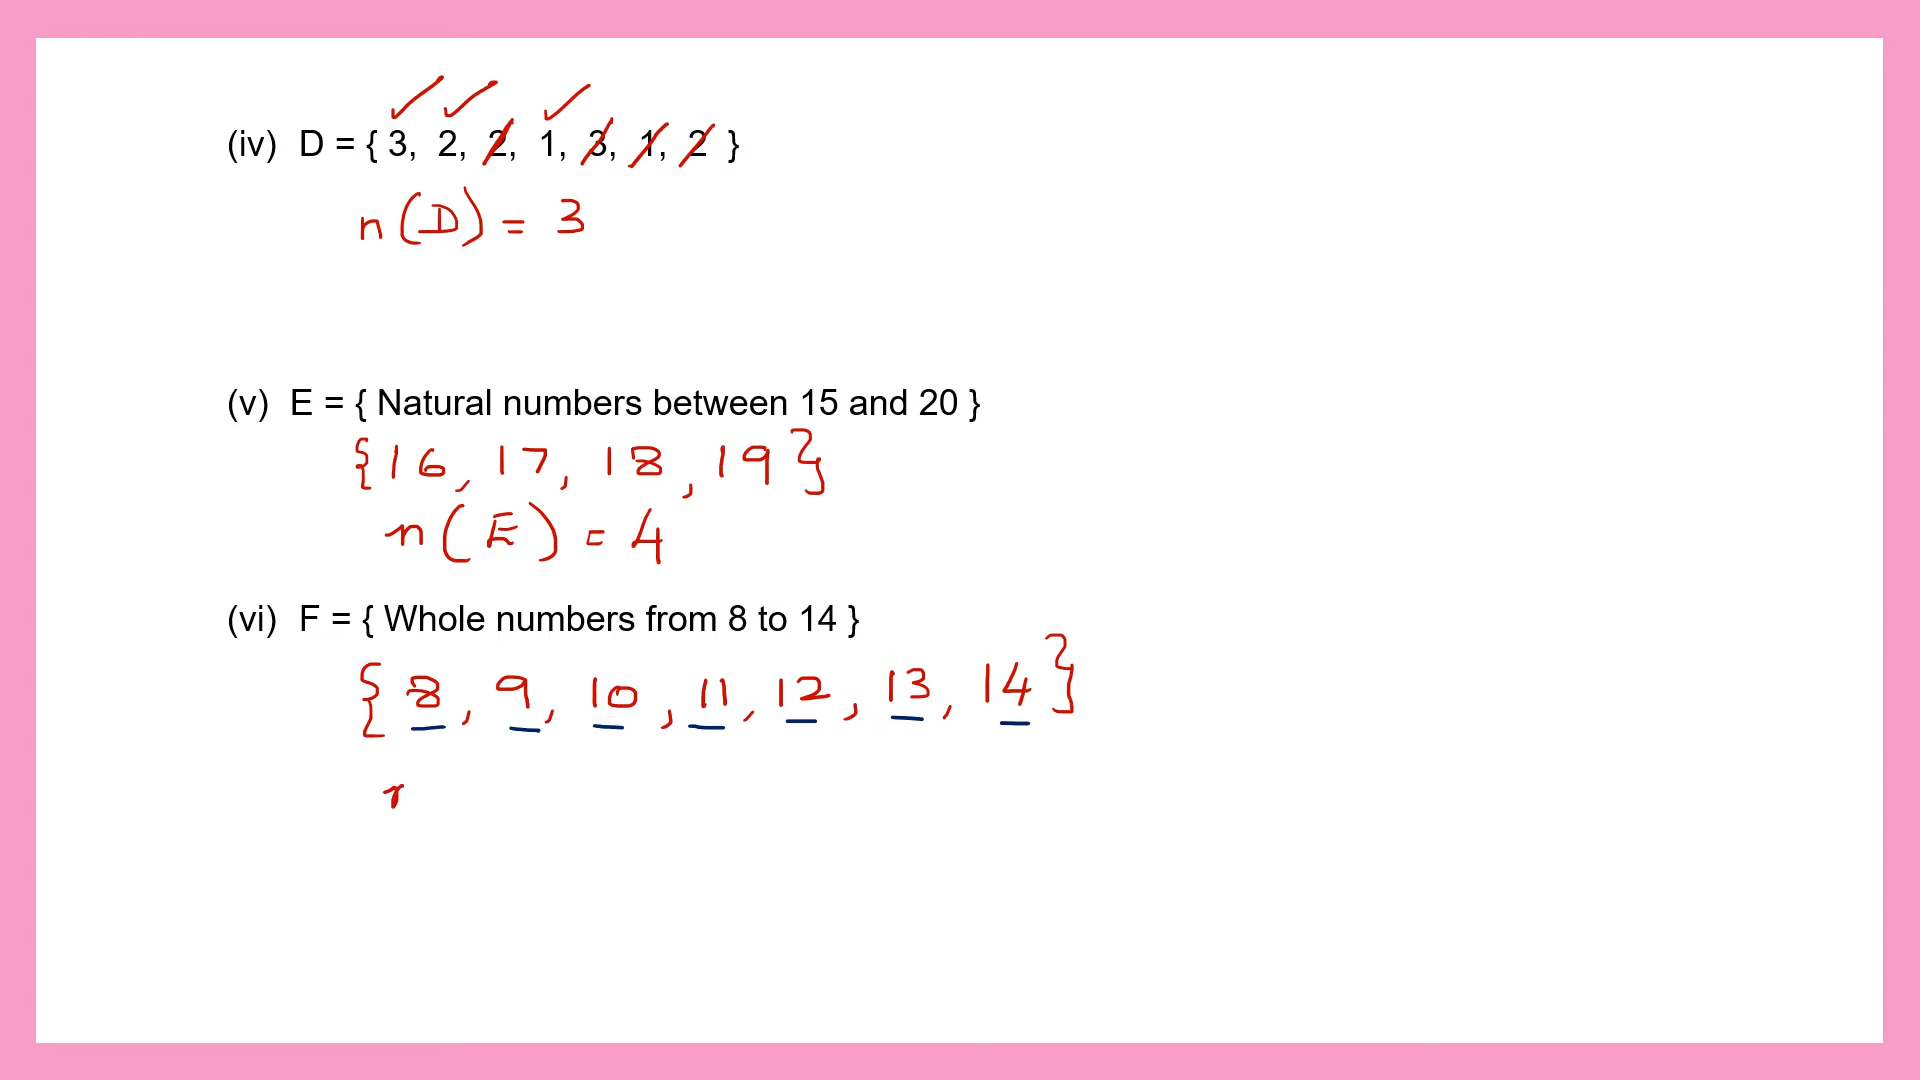 (iv) D = { 3, 2, 2, 1, 3, 1, 2 }
n(D) = 3
(v) E = { Natural numbers between 15 and 20 }
{16, 17, 18, 19}
n(E) = 4
(vi) F = { Whole numbers from 8 to 14 }
{8, 9, 10, 11, 12, 13, 14}